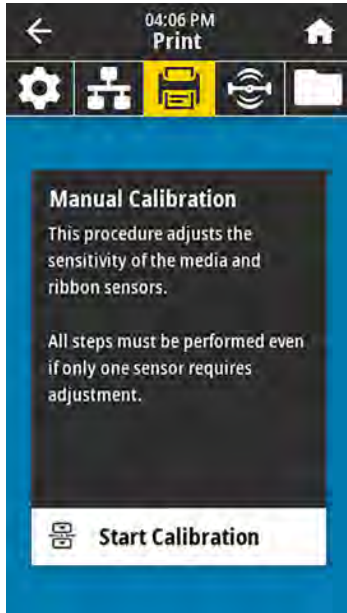 04:06 PM
Print
Manual Calibration
This procedure adjusts the
sensitivity of the media and
ribbon sensors.
All steps must be performed even
if only one sensor requires
adjustment.
Start Calibration